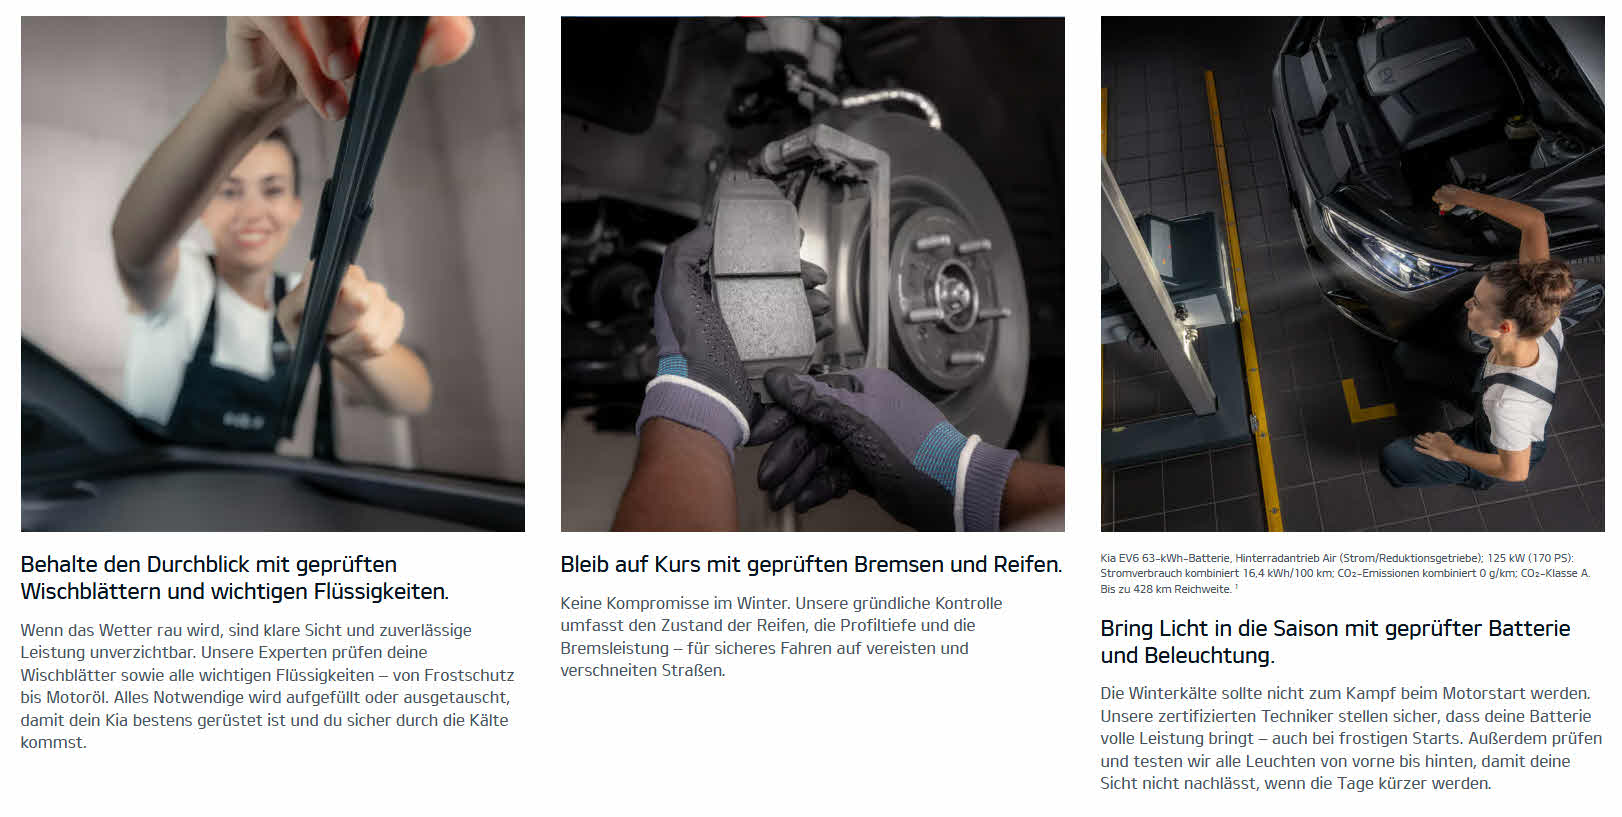 Behalte den Durchblick mit geprüften
Wischblättern und wichtigen Flüssigkeiten.
Wenn das Wetter rau wird, sind klare Sicht und zuverlässige
Leistung unverzichtbar. Unsere Experten prüfen deine
Wischblätter sowie alle wichtigen Flüssigkeiten – von Frostschutz
bis Motoröl. Alles Notwendige wird aufgefüllt oder ausgetauscht,
damit dein Kia bestens gerüstet ist und du sicher durch die Kälte
kommst.
Bleib auf Kurs mit geprüften Bremsen und Reifen.
Keine Kompromisse im Winter. Unsere gründliche Kontrolle
umfasst den Zustand der Reifen, die Profiltiefe und die
Bremsleistung – für sicheres Fahren auf vereisten und
verschneiten Straßen.
Kia EV6 63-kWh-Batterie, Hinterradantrieb Air (Strom/Reduktionsgetriebe); 125 kW (170 PS):
Stromverbrauch kombiniert 16,4 kWh/100 km; CO₂-Emissionen kombiniert 0 g/km; CO₂-Klasse A.
Bis zu 428 km Reichweite. ¹
Bring Licht in die Saison mit geprüfter Batterie
und Beleuchtung.
Die Winterkälte sollte nicht zum Kampf beim Motorstart werden.
Unsere zertifizierten Techniker stellen sicher, dass deine Batterie
volle Leistung bringt – auch bei frostigen Starts. Außerdem prüfen
und testen wir alle Leuchten von vorne bis hinten, damit deine
Sicht nicht nachlässt, wenn die Tage kürzer werden.